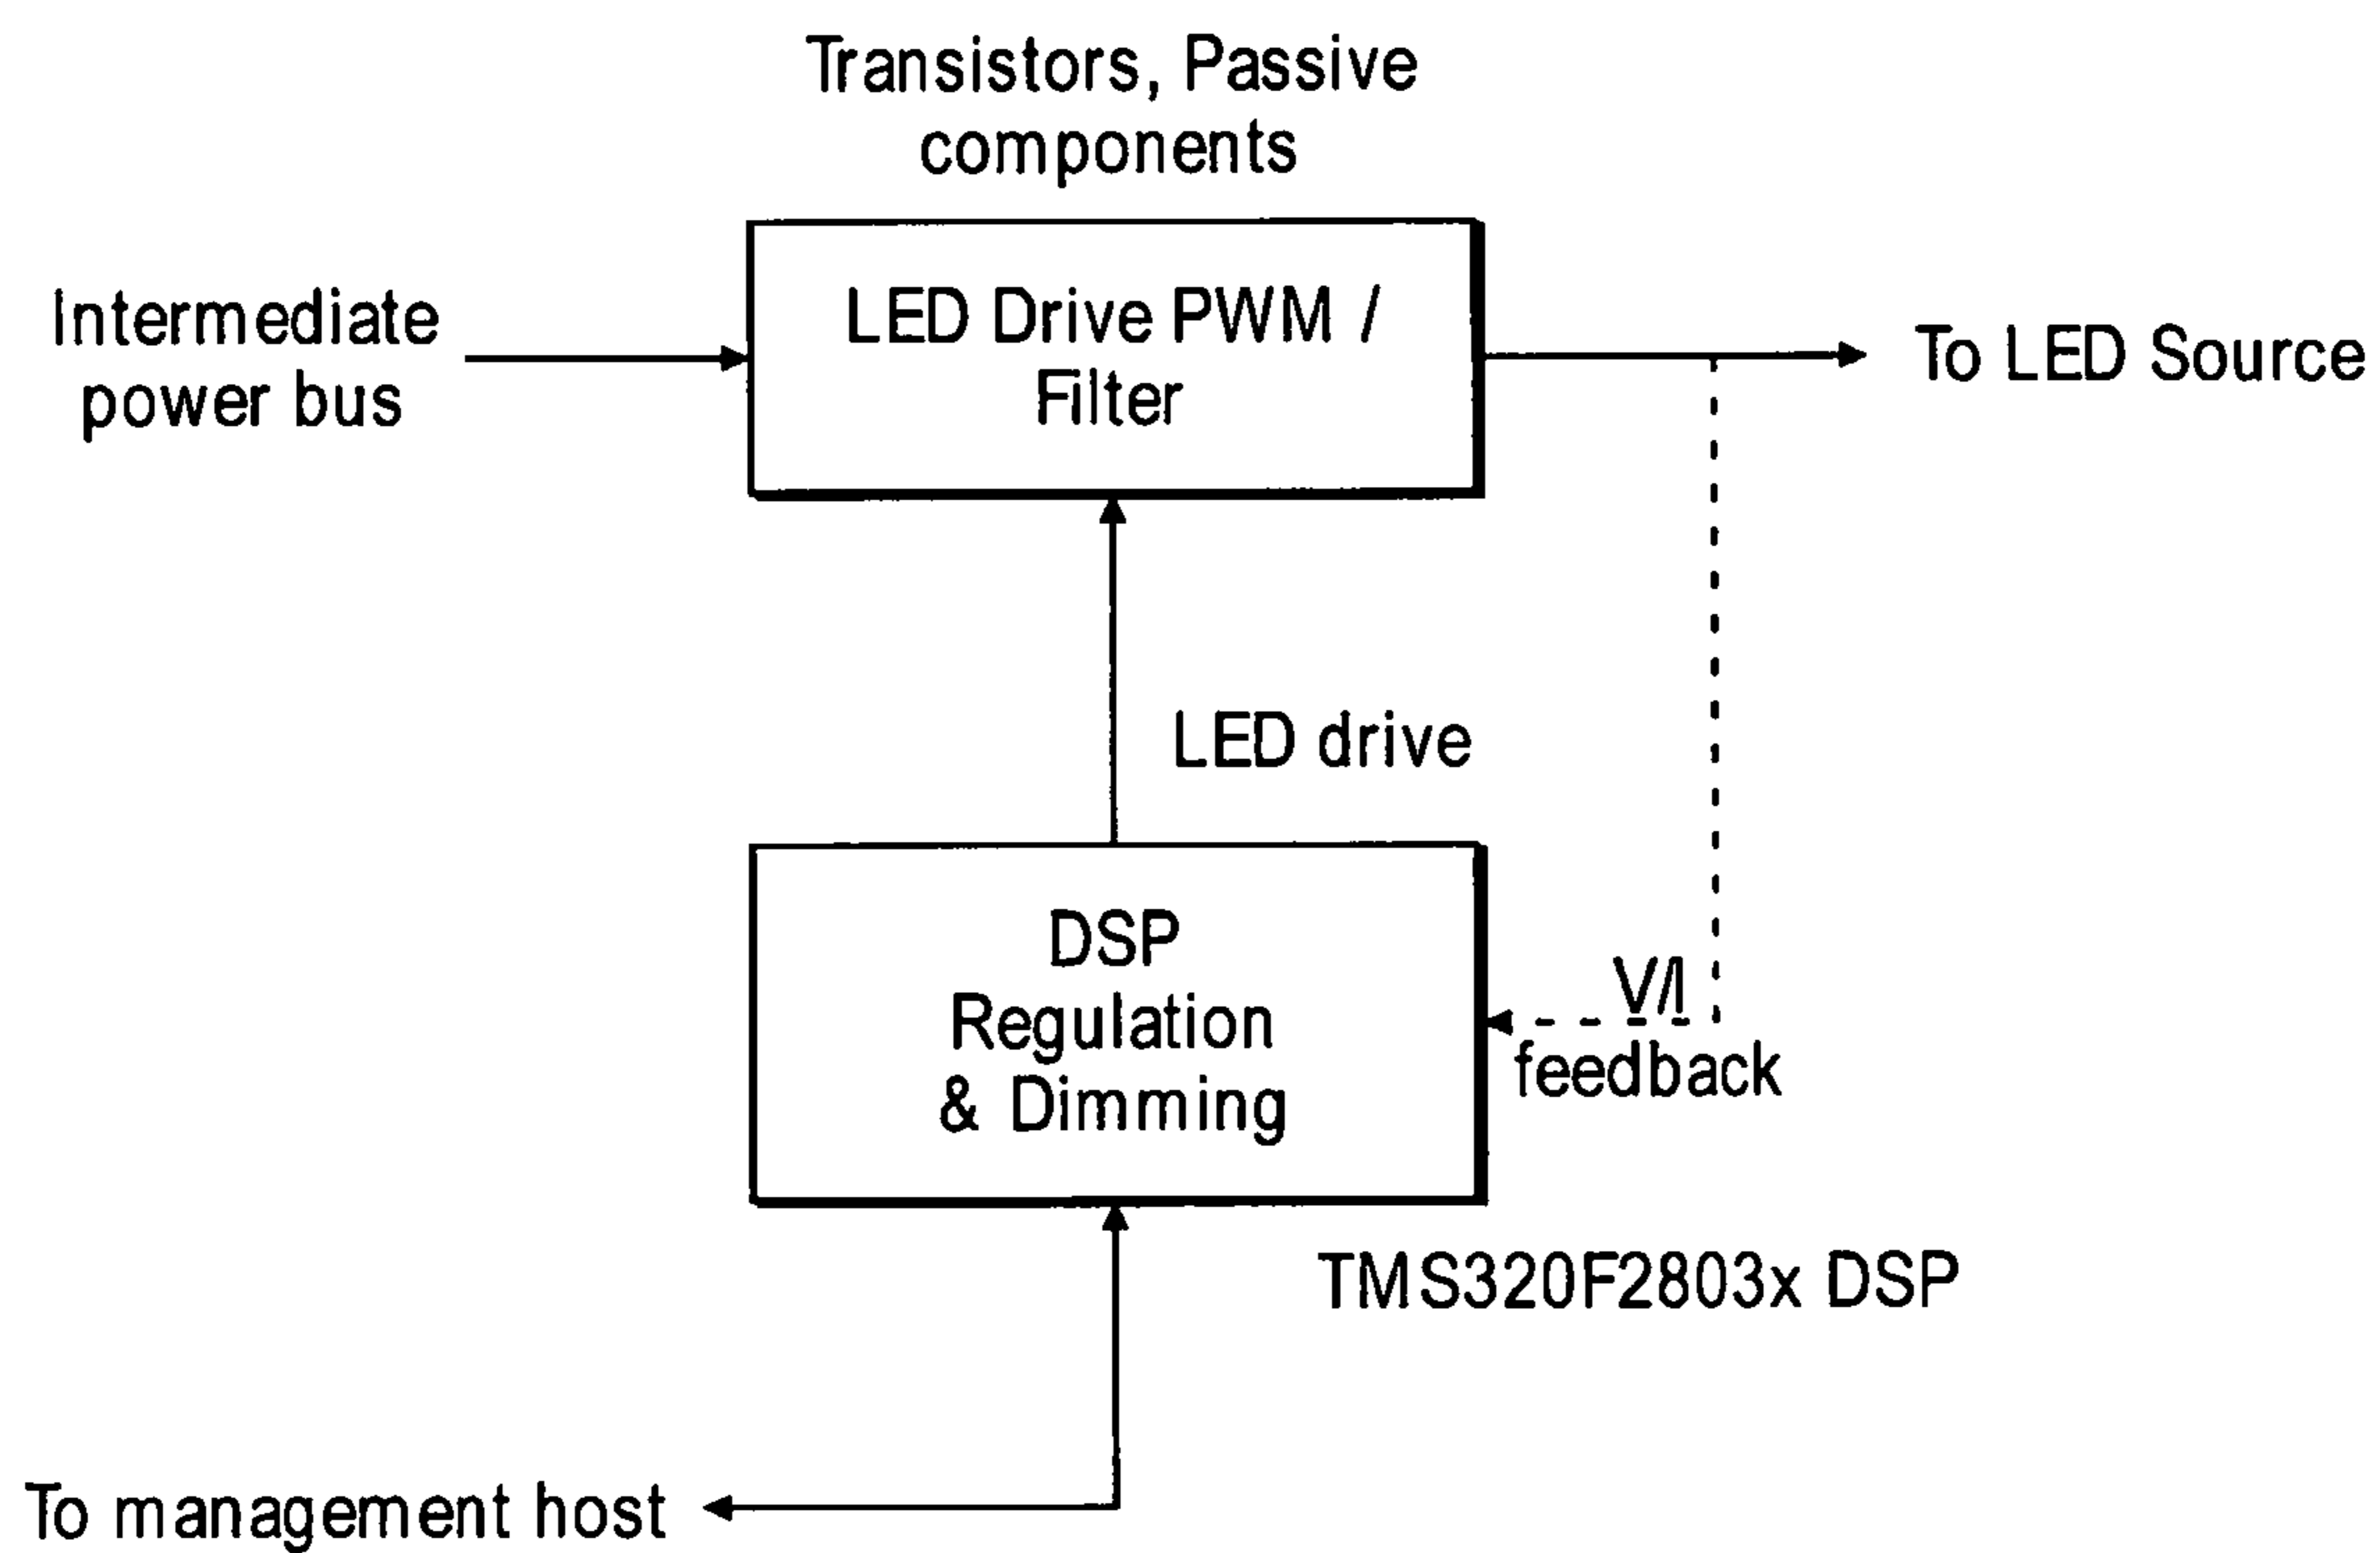 Transistors, Passive
components
Intermediate
power bus
LED Drive PWM /
Filter
To LED Source
LED drive
DSP
Regulation
& Dimming
V/I
feedback
TMS320F2803x DSP
To management host